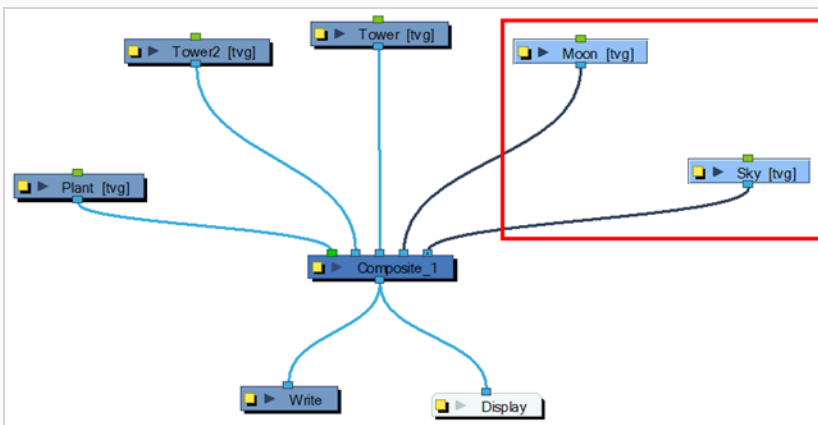 Tower2 [tvg]
Tower [tvg]
Moon [tvg]
Plant [tvg]
Sky [tvg]
Composite_1
Write
Display